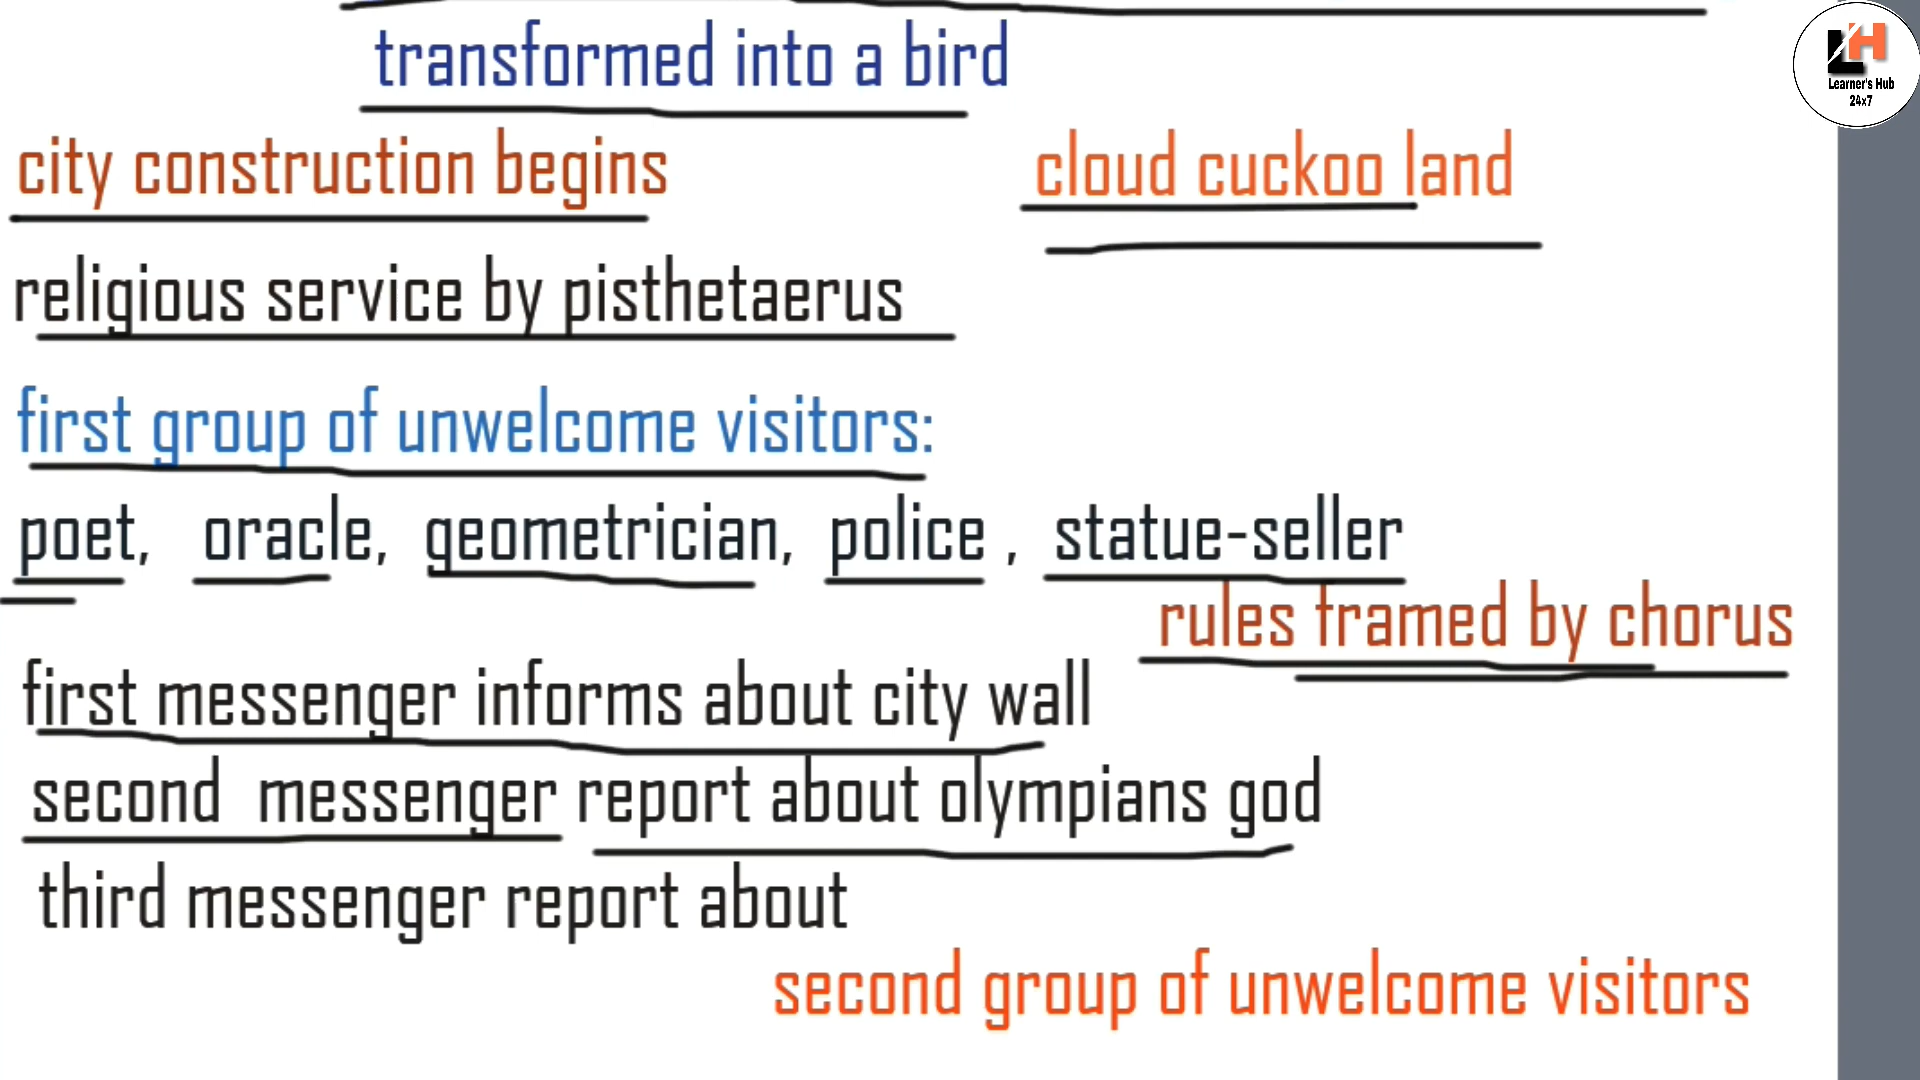 transformed into a bird
LH
Learner's Hub
24x7
city construction begins
cloud cuckoo land
religious service by pisthetaerus
first group of unwelcome visitors:
poet, oracle, geometrician, police , statue-seller
rules framed by chorus
first messenger informs about city wall
second messenger report about olympians god
third messenger report about
second group of unwelcome visitors